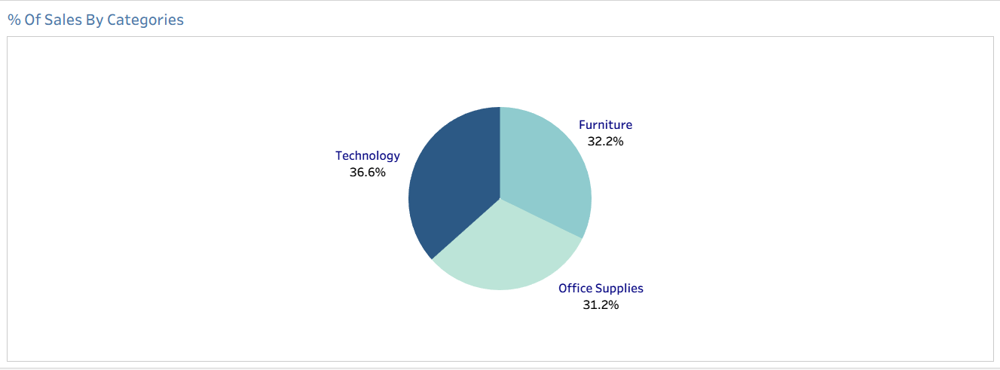 % Of Sales By Categories
Furniture
32.2%
Technology
36.6%
Office Supplies
31.2%